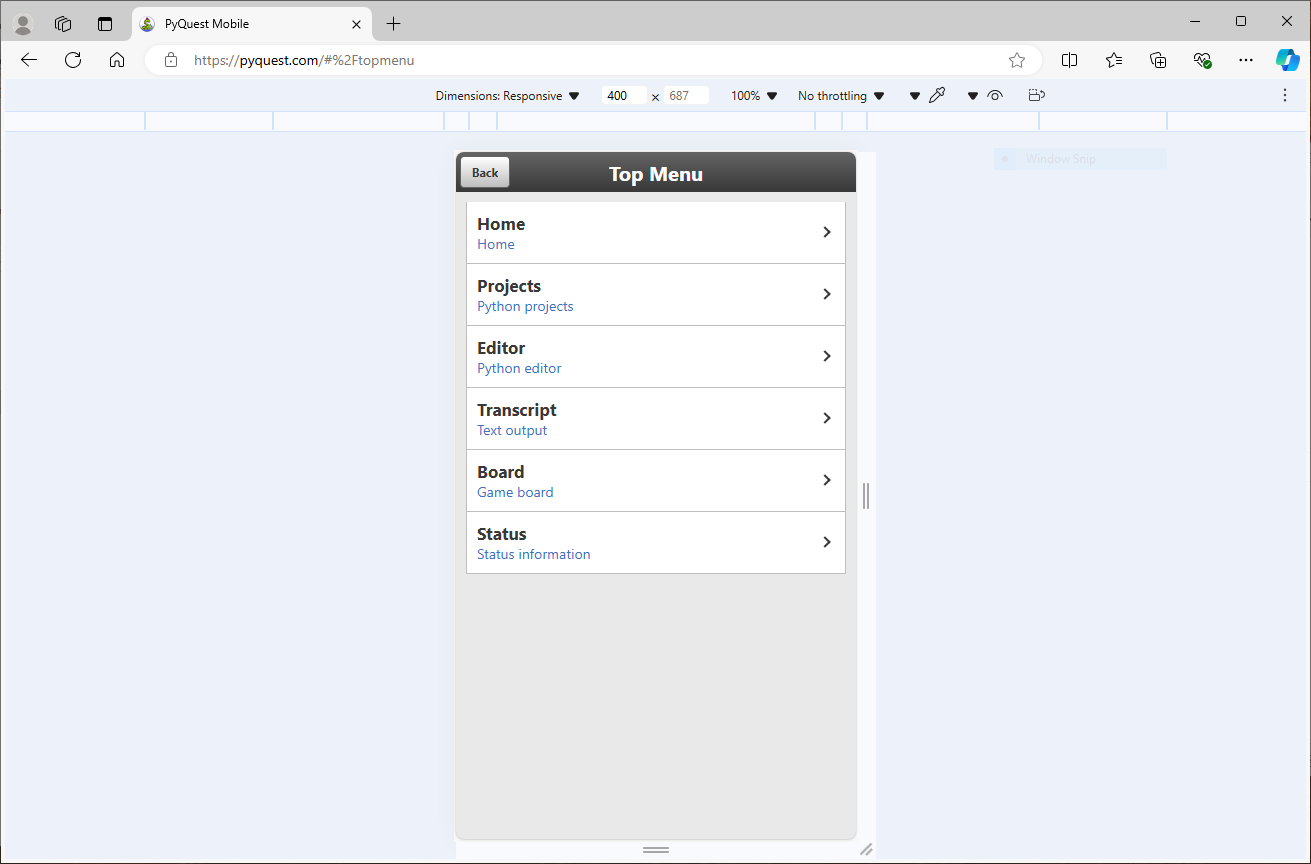 PyQuest Mobile
https://pyquest.com/#%2Ftopmenu
Dimensions: Responsive 400 × 687 100% No throttling
Window Snip
Back Top Menu
Home
Home
Projects
Python projects
Editor
Python editor
Transcript
Text output
Board
Game board
Status
Status information